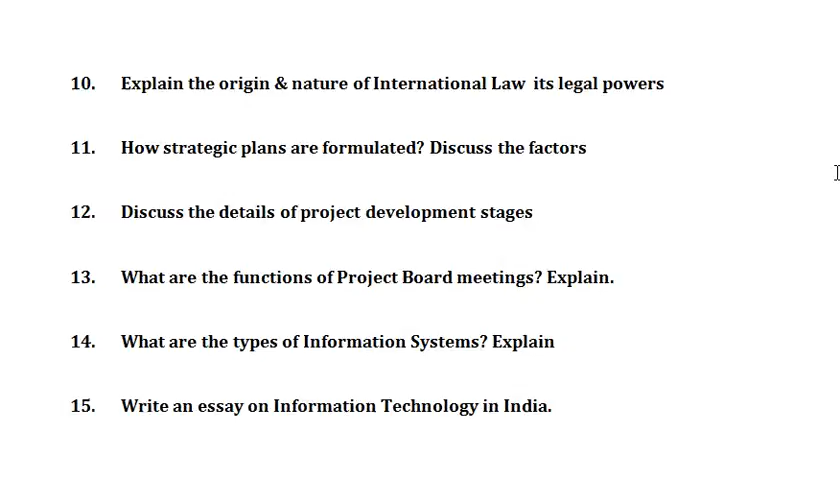 10. Explain the origin & nature of International Law its legal powers
11. How strategic plans are formulated? Discuss the factors
12. Discuss the details of project development stages
13. What are the functions of Project Board meetings? Explain.
14. What are the types of Information Systems? Explain
15. Write an essay on Information Technology in India.